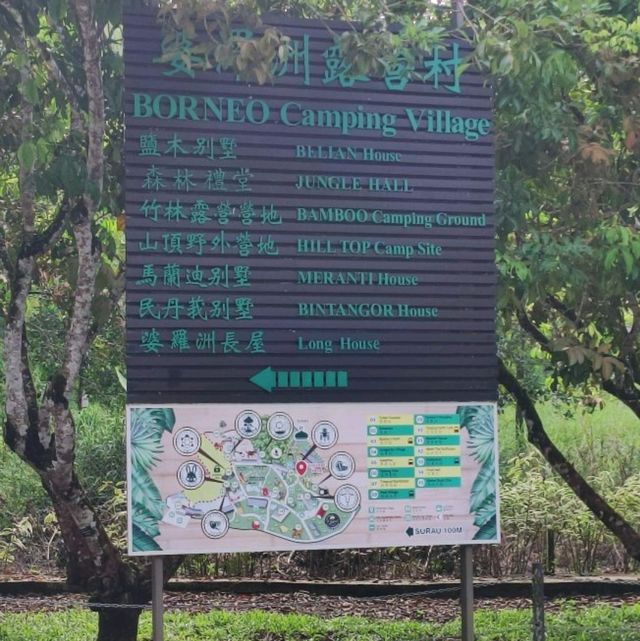 婆羅洲露營村
BORNEO Camping Village
鹽木別墅 BELIAN House
森林禮堂 JUNGLE HALL
竹林露營營地 BAMBOO Camping Ground
山頂野外營地 HILL TOP Camp Site
馬蘭迪別墅 MERANTI House
民丹莪別墅 BINTANGOR House
婆羅洲長屋 Long House
SURAU 100M